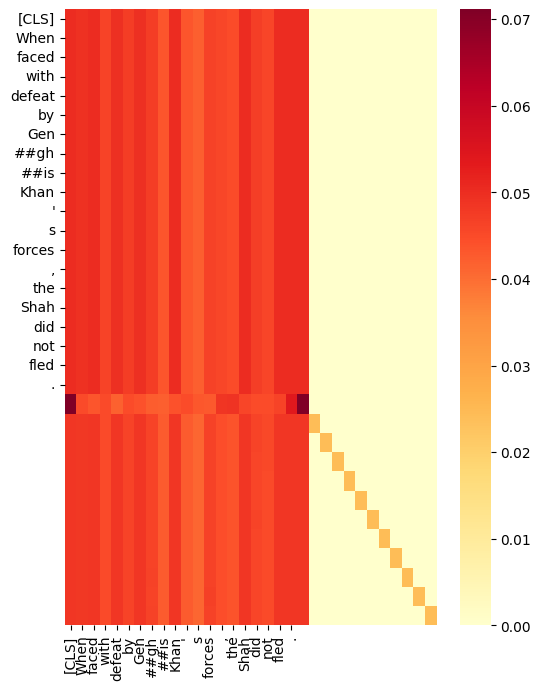 [CLS]
When
faced
with
defeat
by
Gen
##gh
##is
Khan
'
s
forces
,
the
Shah
did
not
fled
.
0.07
0.06
0.05
0.04
0.03
0.02
0.01
0.00
[CLS]
When
faced
with
defeat
by
Gen
##gh
##is
Khan
'
s
forces
,
the
Shah
did
not
fled
.